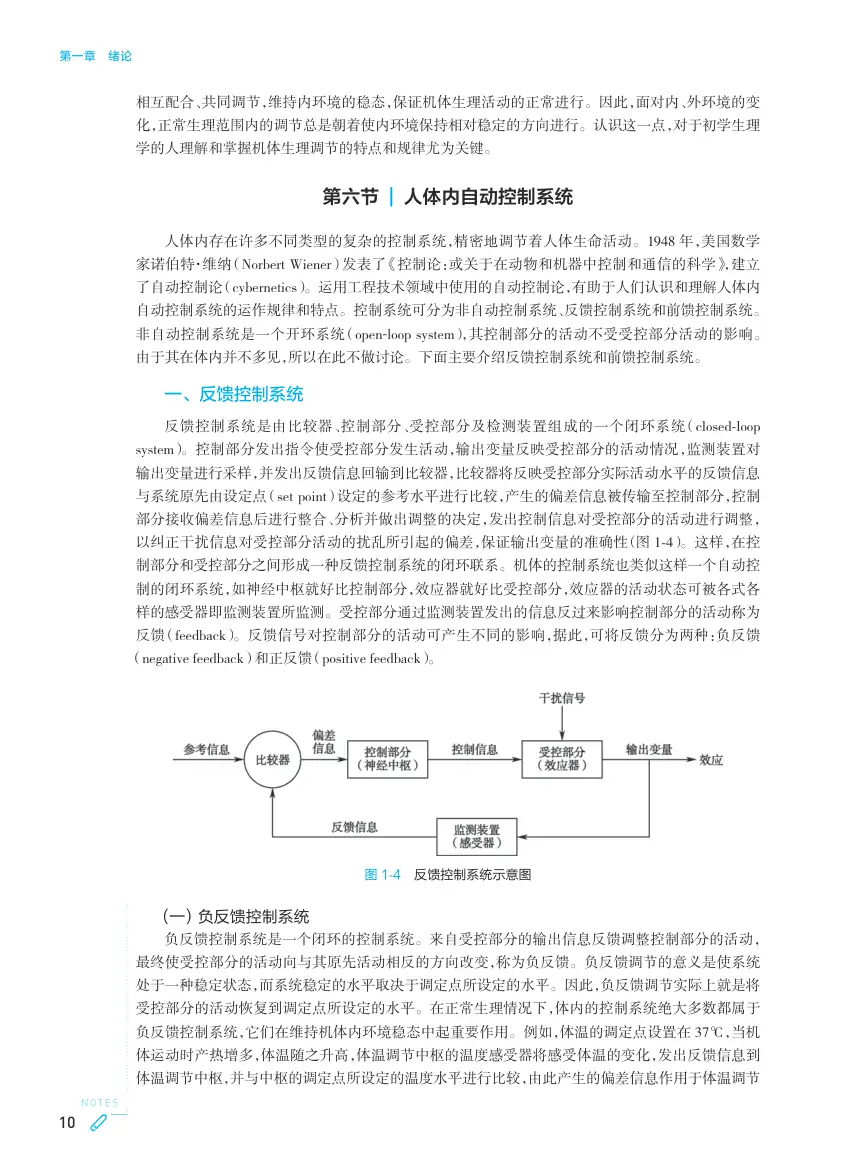 第一章　绪论
相互配合、共同调节,维持内环境的稳态,保证机体生理活动的正常进行。因此,面对内、外环境的变
化,正常生理范围内的调节总是朝着使内环境保持相对稳定的方向进行。认识这一点,对于初学生理
学的人理解和掌握机体生理调节的特点和规律尤为关键。
第六节 | 人体内自动控制系统
人体内存在许多不同类型的复杂的控制系统,精密地调节着人体生命活动。1948 年,美国数学
家诺伯特·维纳(Norbert Wiener)发表了《控制论:或关于在动物和机器中控制和通信的科学》,建立
了自动控制论(cybernetics)。运用工程技术领域中使用的自动控制论,有助于人们认识和理解人体内
自动控制系统的运作规律和特点。控制系统可分为非自动控制系统、反馈控制系统和前馈控制系统。
非自动控制系统是一个开环系统(open-loop system),其控制部分的活动不受受控部分活动的影响。
由于其在体内并不多见,所以在此不做讨论。下面主要介绍反馈控制系统和前馈控制系统。
一、反馈控制系统
反馈控制系统是由比较器、控制部分、受控部分及检测装置组成的一个闭环系统(closed-loop
system)。控制部分发出指令使受控部分发生活动,输出变量反映受控部分的活动情况,监测装置对
输出变量进行采样,并发出反馈信息回输到比较器,比较器将反映受控部分实际活动水平的反馈信息
与系统原先由设定点(set point)设定的参考水平进行比较,产生的偏差信息被传输至控制部分,控制
部分接收偏差信息后进行整合、分析并做出调整的决定,发出控制信息对受控部分的活动进行调整,
以纠正干扰信息对受控部分活动的扰乱所引起的偏差,保证输出变量的准确性(图 1-4)。这样,在控
制部分和受控部分之间形成一种反馈控制系统的闭环联系。机体的控制系统也类似这样一个自动控
制的闭环系统,如神经中枢就好比控制部分,效应器就好比受控部分,效应器的活动状态可被各式各
样的感受器即监测装置所监测。受控部分通过监测装置发出的信息反过来影响控制部分的活动称为
反馈(feedback)。反馈信号对控制部分的活动可产生不同的影响,据此,可将反馈分为两种:负反馈
(negative feedback)和正反馈(positive feedback)。
干扰信号
参考信息
比较器
偏差
信息
控制部分
(神经中枢)
控制信息
受控部分
(效应器)
输出变量
效应
反馈信息
监测装置
(感受器)
图 1-4　反馈控制系统示意图
(一) 负反馈控制系统
负反馈控制系统是一个闭环的控制系统。来自受控部分的输出信息反馈调整控制部分的活动,
最终使受控部分的活动向与其原先活动相反的方向改变,称为负反馈。负反馈调节的意义是使系统
处于一种稳定状态,而系统稳定的水平取决于调定点所设定的水平。因此,负反馈调节实际上就是将
受控部分的活动恢复到调定点所设定的水平。在正常生理情况下,体内的控制系统绝大多数都属于
负反馈控制系统,它们在维持机体内环境稳态中起重要作用。例如,体温的调定点设置在 37℃,当机
体运动时产热增多,体温随之升高,体温调节中枢的温度感受器将感受体温的变化,发出反馈信息到
体温调节中枢,并与中枢的调定点所设定的温度水平进行比较,由此产生的偏差信息作用于体温调节
NOTES
10